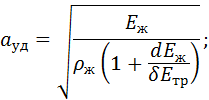 a_уд = √(E_ж / (ρ_ж (1 + dE_ж / δE_тр)));